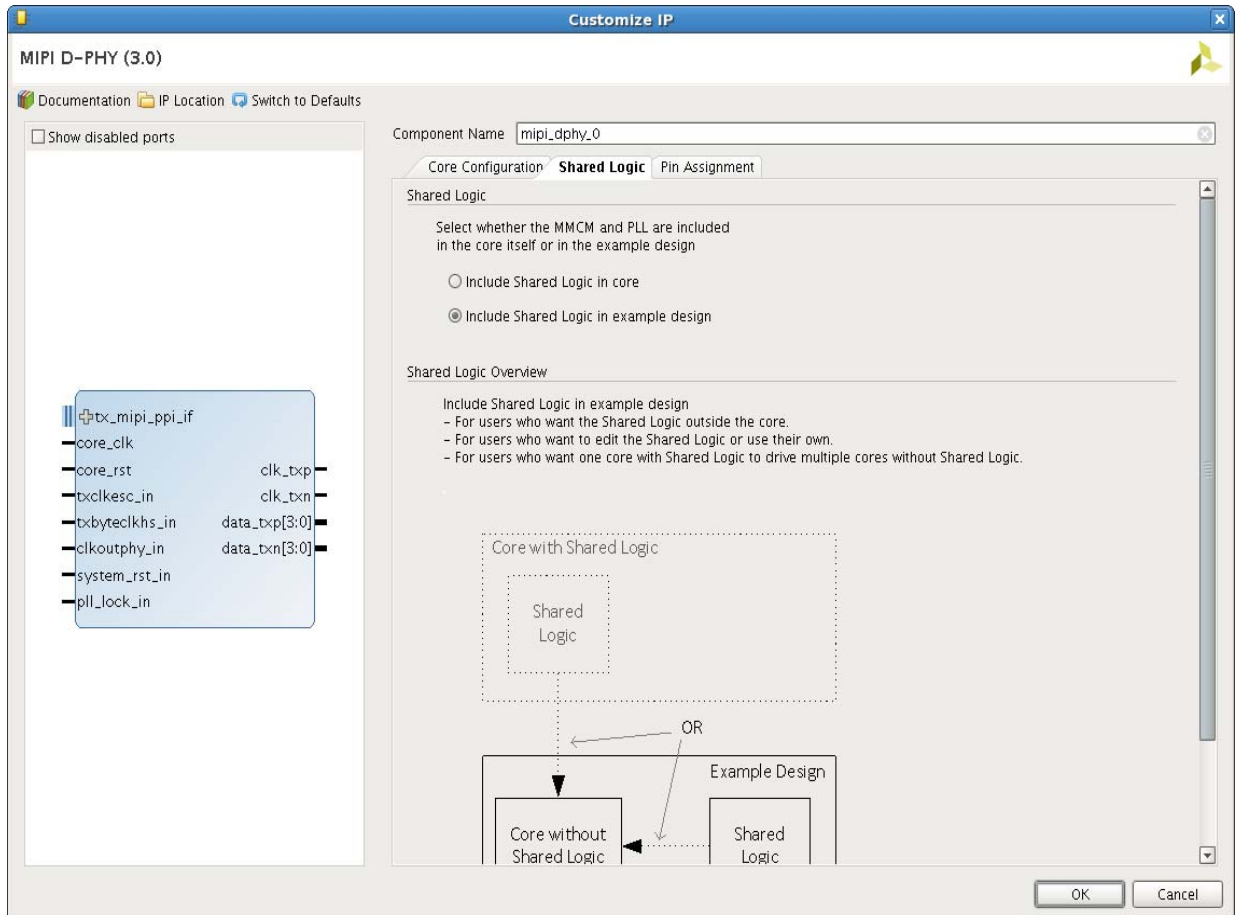 Customize IP
MIPI D-PHY (3.0)
Documentation IP Location Switch to Defaults
Show disabled ports
tx_mipi_ppi_if
core_clk
core_rst
txclkesc_in
txbyteclkhs_in
clkoutphy_in
system_rst_in
pll_lock_in
clk_txp
clk_txn
data_txp[3:0]
data_txn[3:0]
Component Name mipi_dphy_0
Core Configuration Shared Logic Pin Assignment
Shared Logic
Select whether the MMCM and PLL are included
in the core itself or in the example design
Include Shared Logic in core
Include Shared Logic in example design
Shared Logic Overview
Include Shared Logic in example design
- For users who want the Shared Logic outside the core.
- For users who want to edit the Shared Logic or use their own.
- For users who want one core with Shared Logic to drive multiple cores without Shared Logic.
Core with Shared Logic
Shared
Logic
OR
Example Design
Core without
Shared Logic
Shared
Logic
OK Cancel